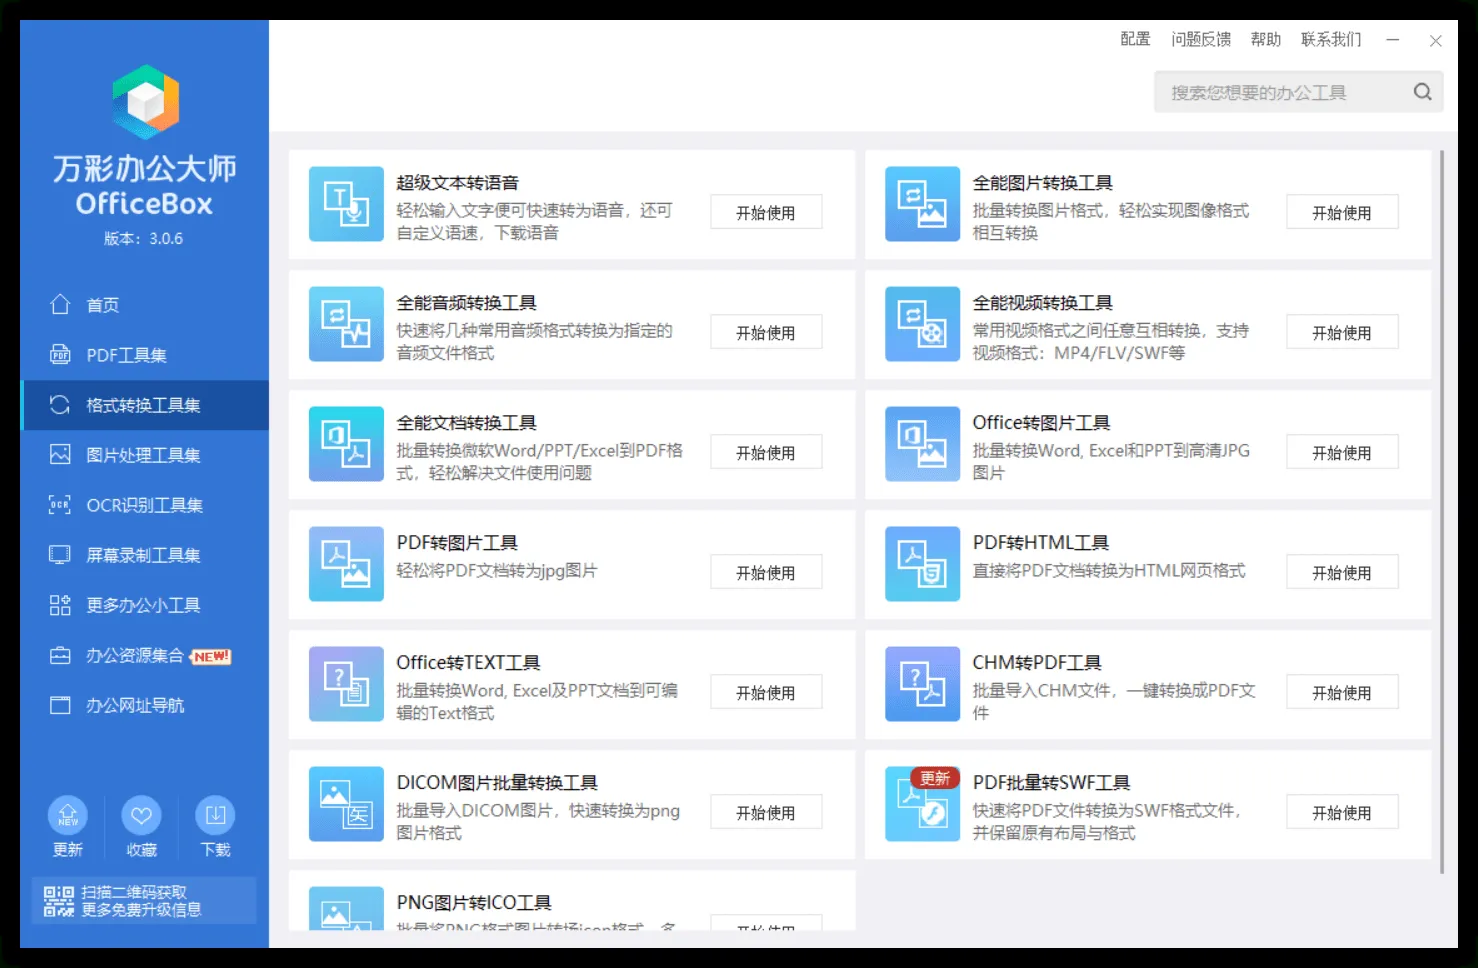 配置 问题反馈 帮助 联系我们
搜索您想要的办公工具
万彩办公大师
OfficeBox
版本：3.0.6
首页
PDF工具集
格式转换工具集
图片处理工具集
OCR识别工具集
屏幕录制工具集
更多办公小工具
办公资源集合 NEW!
办公网址导航
更新 收藏 下载
扫描二维码获取
更多免费升级信息
超级文本转语音
轻松输入文字便可快速转为语音，还可
自定义语速，下载语音
开始使用
全能图片转换工具
批量转换图片格式，轻松实现图像格式
相互转换
开始使用
全能音频转换工具
快速将几种常用音频格式转换为指定的
音频文件格式
开始使用
全能视频转换工具
常用视频格式之间任意互相转换，支持
视频格式：MP4/FLV/SWF等
开始使用
全能文档转换工具
批量转换微软Word/PPT/Excel到PDF格
式，轻松解决文件使用问题
开始使用
Office转图片工具
批量转换Word, Excel和PPT到高清JPG
图片
开始使用
PDF转图片工具
轻松将PDF文档转为jpg图片
开始使用
PDF转HTML工具
直接将PDF文档转换为HTML网页格式
开始使用
Office转TEXT工具
批量转换Word, Excel及PPT文档到可编
辑的Text格式
开始使用
CHM转PDF工具
批量导入CHM文件，一键转换成PDF文
件
开始使用
DICOM图片批量转换工具
批量导入DICOM图片，快速转换为png
图片格式
开始使用
更新
PDF批量转SWF工具
快速将PDF文件转换为SWF格式文件，
并保留原有布局与格式
开始使用
PNG图片转ICO工具
批量将PNG格式图片转换icon格式，多
开始使用